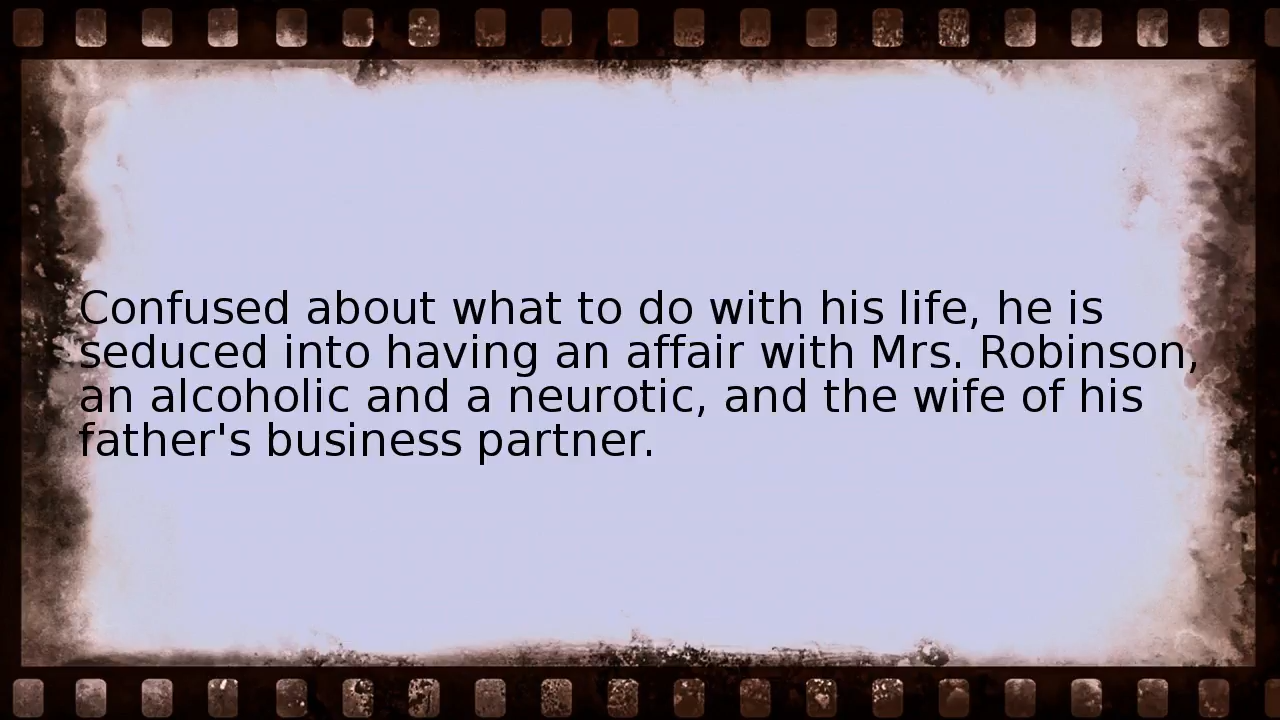 Confused about what to do with his life, he is
seduced into having an affair with Mrs. Robinson,
an alcoholic and a neurotic, and the wife of his
father's business partner.